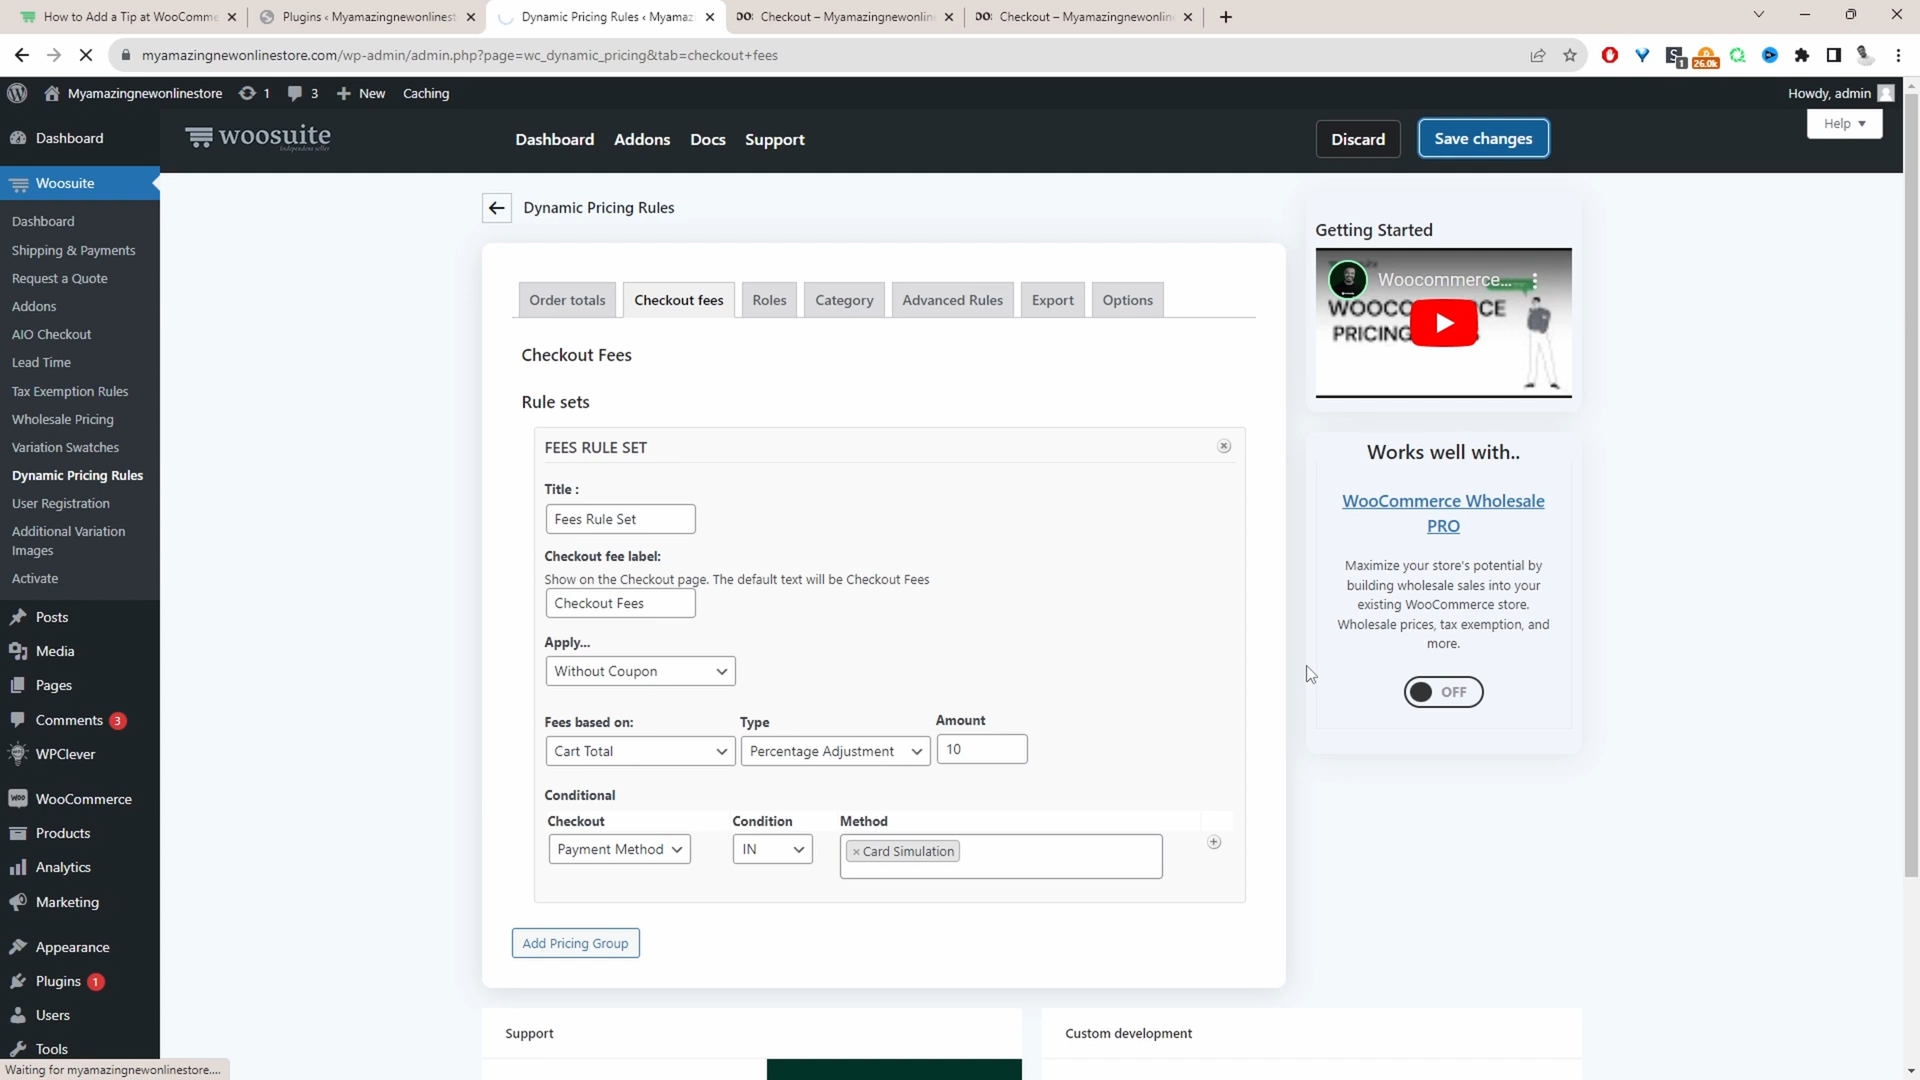 How to Add a Tip at WooComme
Plugins ‹ Myamazingnewonlinest
Dynamic Pricing Rules ‹ Myamaz
Checkout – Myamazingnewonlin
Checkout – Myamazingnewonlin
myamazingnewonlinestore.com/wp-admin/admin.php?page=wc_dynamic_pricing&tab=checkout+fees
1
26.0k
Myamazingnewonlinestore
1
3
New
Caching
Howdy, admin
Dashboard
woosuite
Dashboard
Addons
Docs
Support
Discard
Save changes
Help
Woosuite
Dashboard
Shipping & Payments
Request a Quote
Addons
AIO Checkout
Lead Time
Tax Exemption Rules
Wholesale Pricing
Variation Swatches
Dynamic Pricing Rules
User Registration
Additional Variation
Images
Activate
Posts
Media
Pages
Comments 3
WPClever
WooCommerce
Products
Analytics
Marketing
Appearance
Plugins 1
Users
Tools
Waiting for myamazingnewonlinestore....
Dynamic Pricing Rules
Order totals
Checkout fees
Roles
Category
Advanced Rules
Export
Options
Checkout Fees
Rule sets
FEES RULE SET
Title :
Fees Rule Set
Checkout fee label:
Show on the Checkout page. The default text will be Checkout Fees
Checkout Fees
Apply...
Without Coupon
Fees based on:
Type
Amount
Cart Total
Percentage Adjustment
10
Conditional
Checkout
Condition
Method
Payment Method
IN
× Card Simulation
Add Pricing Group
Support
Custom development
Getting Started
Woocommerce...
PRICING
Works well with..
WooCommerce Wholesale
PRO
Maximize your store's potential by
building wholesale sales into your
existing WooCommerce store.
Wholesale prices, tax exemption, and
more.
OFF